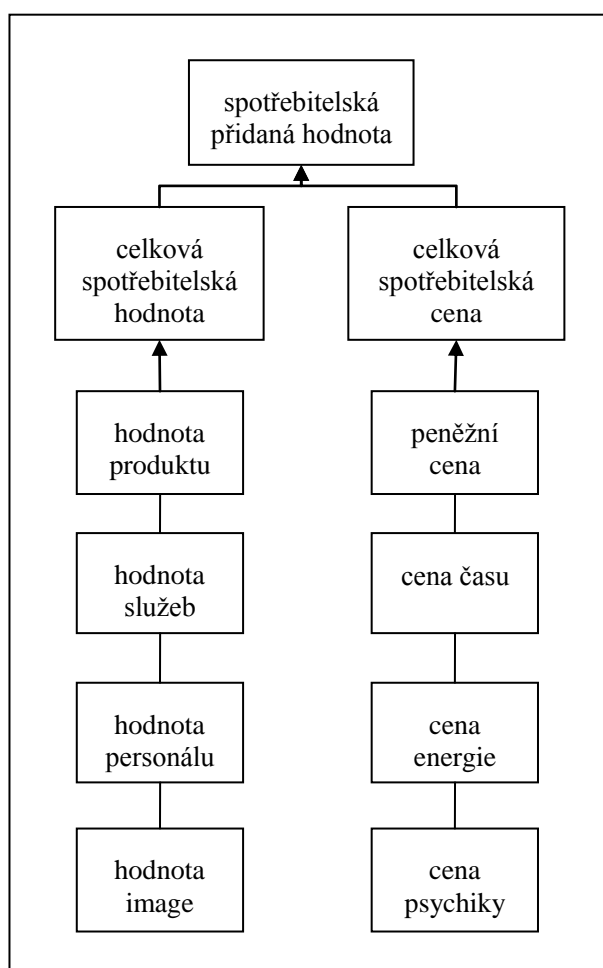 spotřebitelská
přidaná hodnota
celková
spotřebitelská
hodnota
celková
spotřebitelská
cena
hodnota
produktu
peněžní
cena
hodnota
služeb
cena času
hodnota
personálu
cena
energie
hodnota
image
cena
psychiky